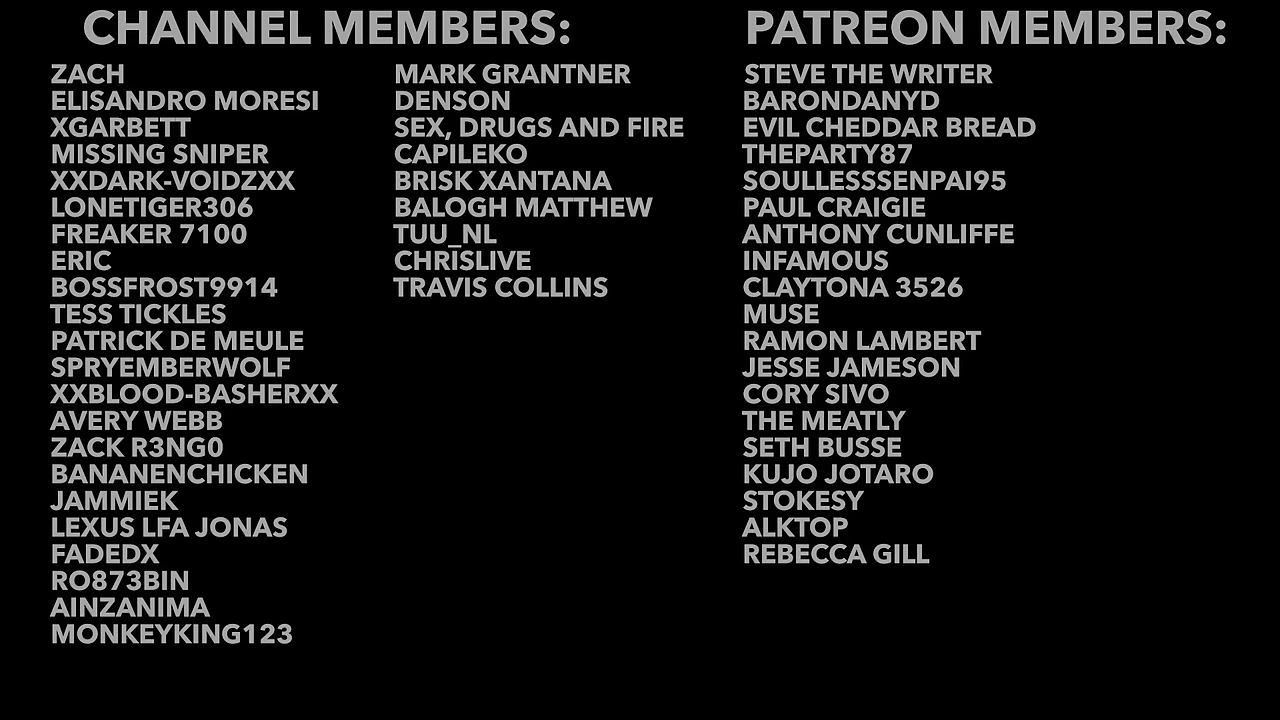 CHANNEL MEMBERS:
ZACH
ELISANDRO MORESI
XGARBETT
MISSING SNIPER
XXDARK-VOIDZXX
LONETIGER306
FREAKER 7100
ERIC
BOSSFROST9914
TESS TICKLES
PATRICK DE MEULE
SPRYEMBERWOLF
XXBLOOD-BASHERXX
AVERY WEBB
ZACK R3NG0
BANANENCHICKEN
JAMMIEK
LEXUS LFA JONAS
FADEDX
RO873BIN
AINZANIMA
MONKEYKING123
MARK GRANTNER
DENSON
SEX, DRUGS AND FIRE
CAPILEKO
BRISK XANTANA
BALOGH MATTHEW
TUU_NL
CHRISLIVE
TRAVIS COLLINS
PATREON MEMBERS:
STEVE THE WRITER
BARONDANYD
EVIL CHEDDAR BREAD
THEPARTY87
SOULLESSSENPAI95
PAUL CRAIGIE
ANTHONY CUNLIFFE
INFAMOUS
CLAYTONA 3526
MUSE
RAMON LAMBERT
JESSE JAMESON
CORY SIVO
THE MEATLY
SETH BUSSE
KUJO JOTARO
STOKESY
ALKTOP
REBECCA GILL